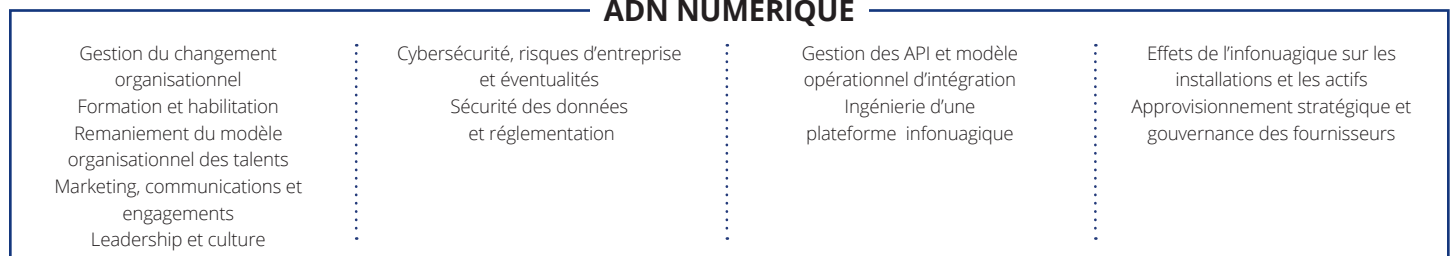 ADN NUMÉRIQUE
Gestion du changement
organisationnel
Formation et habilitation
Remaniement du modèle
organisationnel des talents
Marketing, communications et
engagements
Leadership et culture
Cybersécurité, risques d’entreprise
et éventualités
Sécurité des données
et réglementation
Gestion des API et modèle
opérationnel d’intégration
Ingénierie d’une
plateforme infonuagique
Effets de l’infonuagique sur les
installations et les actifs
Approvisionnement stratégique et
gouvernance des fournisseurs